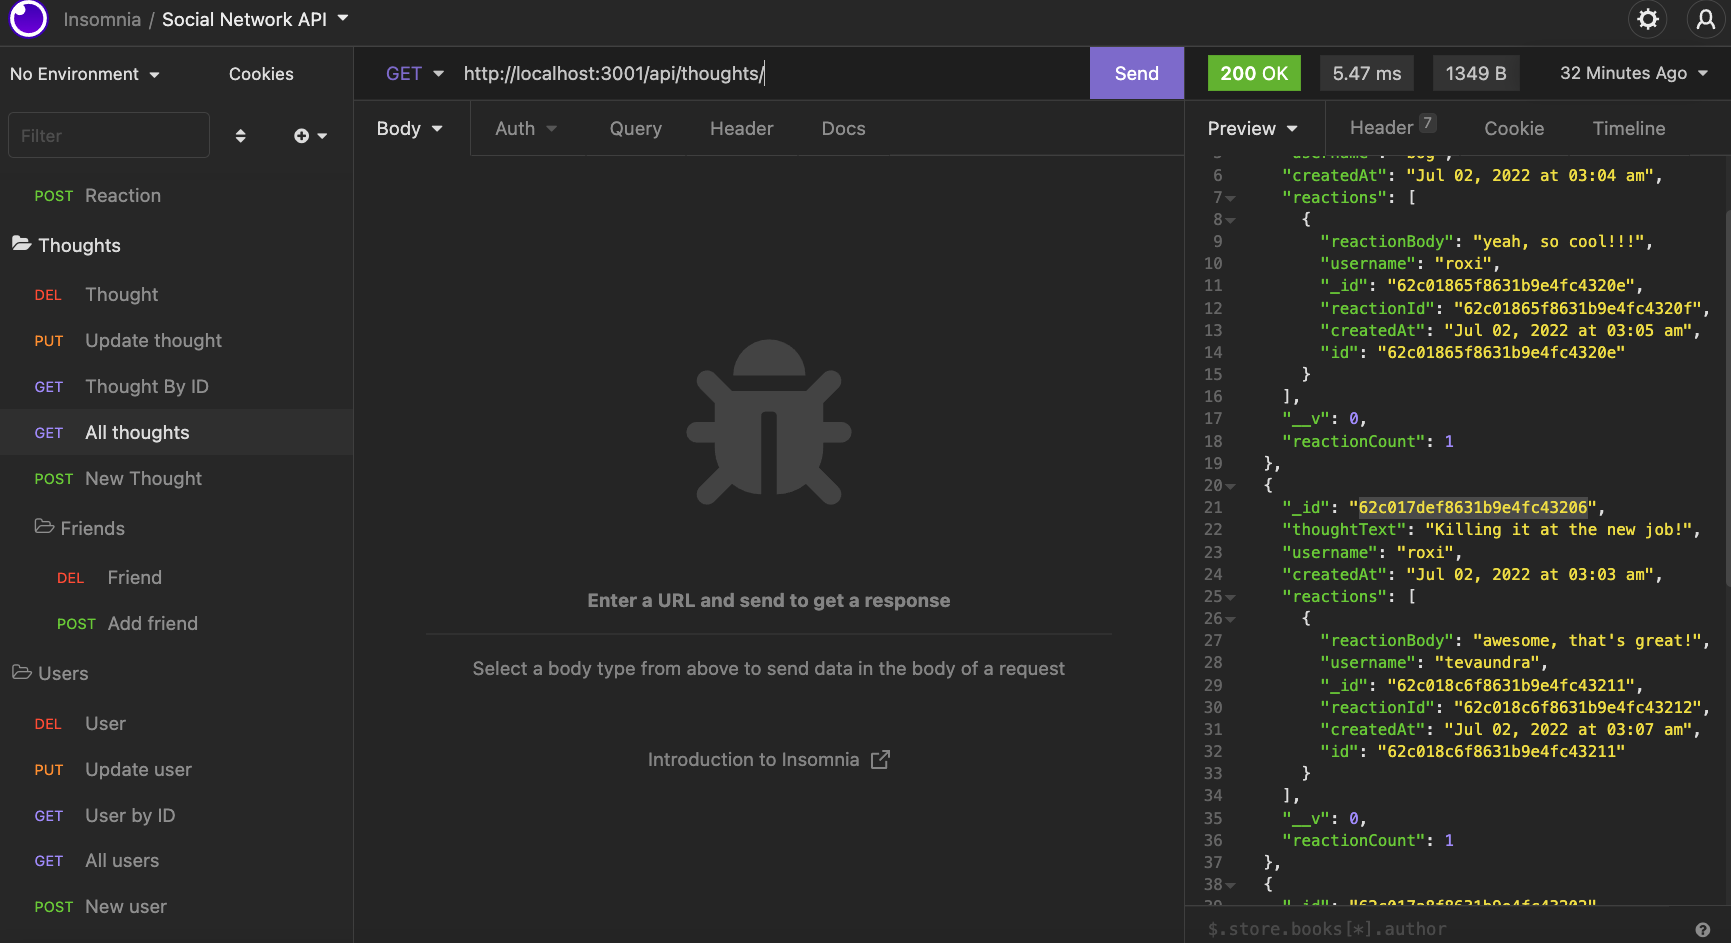 Insomnia / Social Network API
No Environment
Cookies
Filter
POST Reaction
Thoughts
DEL Thought
PUT Update thought
GET Thought By ID
GET All thoughts
POST New Thought
Friends
DEL Friend
POST Add friend
Users
DEL User
PUT Update user
GET User by ID
GET All users
POST New user
GET http://localhost:3001/api/thoughts/
Send
Body Auth Query Header Docs
Enter a URL and send to get a response
Select a body type from above to send data in the body of a request
Introduction to Insomnia
200 OK 5.47 ms 1349 B 32 Minutes Ago
Preview Header 7 Cookie Timeline
6 "createdAt": "Jul 02, 2022 at 03:04 am",
7 "reactions": [
8 {
9 "reactionBody": "yeah, so cool!!!",
10 "username": "roxi",
11 "_id": "62c01865f8631b9e4fc4320e",
12 "reactionId": "62c01865f8631b9e4fc4320f",
13 "createdAt": "Jul 02, 2022 at 03:05 am",
14 "id": "62c01865f8631b9e4fc4320e"
15 }
16 ],
17 "__v": 0,
18 "reactionCount": 1
19 },
20 {
21 "_id": "62c017def8631b9e4fc43206",
22 "thoughtText": "Killing it at the new job!",
23 "username": "roxi",
24 "createdAt": "Jul 02, 2022 at 03:03 am",
25 "reactions": [
26 {
27 "reactionBody": "awesome, that's great!",
28 "username": "tevaundra",
29 "_id": "62c018c6f8631b9e4fc43211",
30 "reactionId": "62c018c6f8631b9e4fc43212",
31 "createdAt": "Jul 02, 2022 at 03:07 am",
32 "id": "62c018c6f8631b9e4fc43211"
33 }
34 ],
35 "__v": 0,
36 "reactionCount": 1
37 },
38 {
$.store.books[*].author